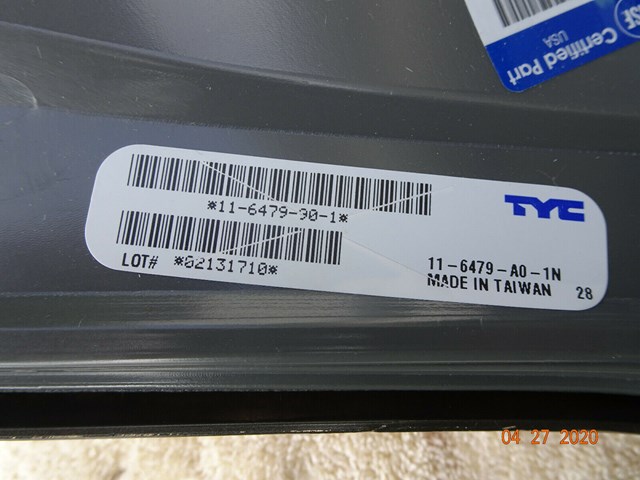 SF
Certified Part
USA
*11-6479-90-1*
TYC
LOT# *02131710*
11-6479-A0-1N
MADE IN TAIWAN
28
04 27 2020